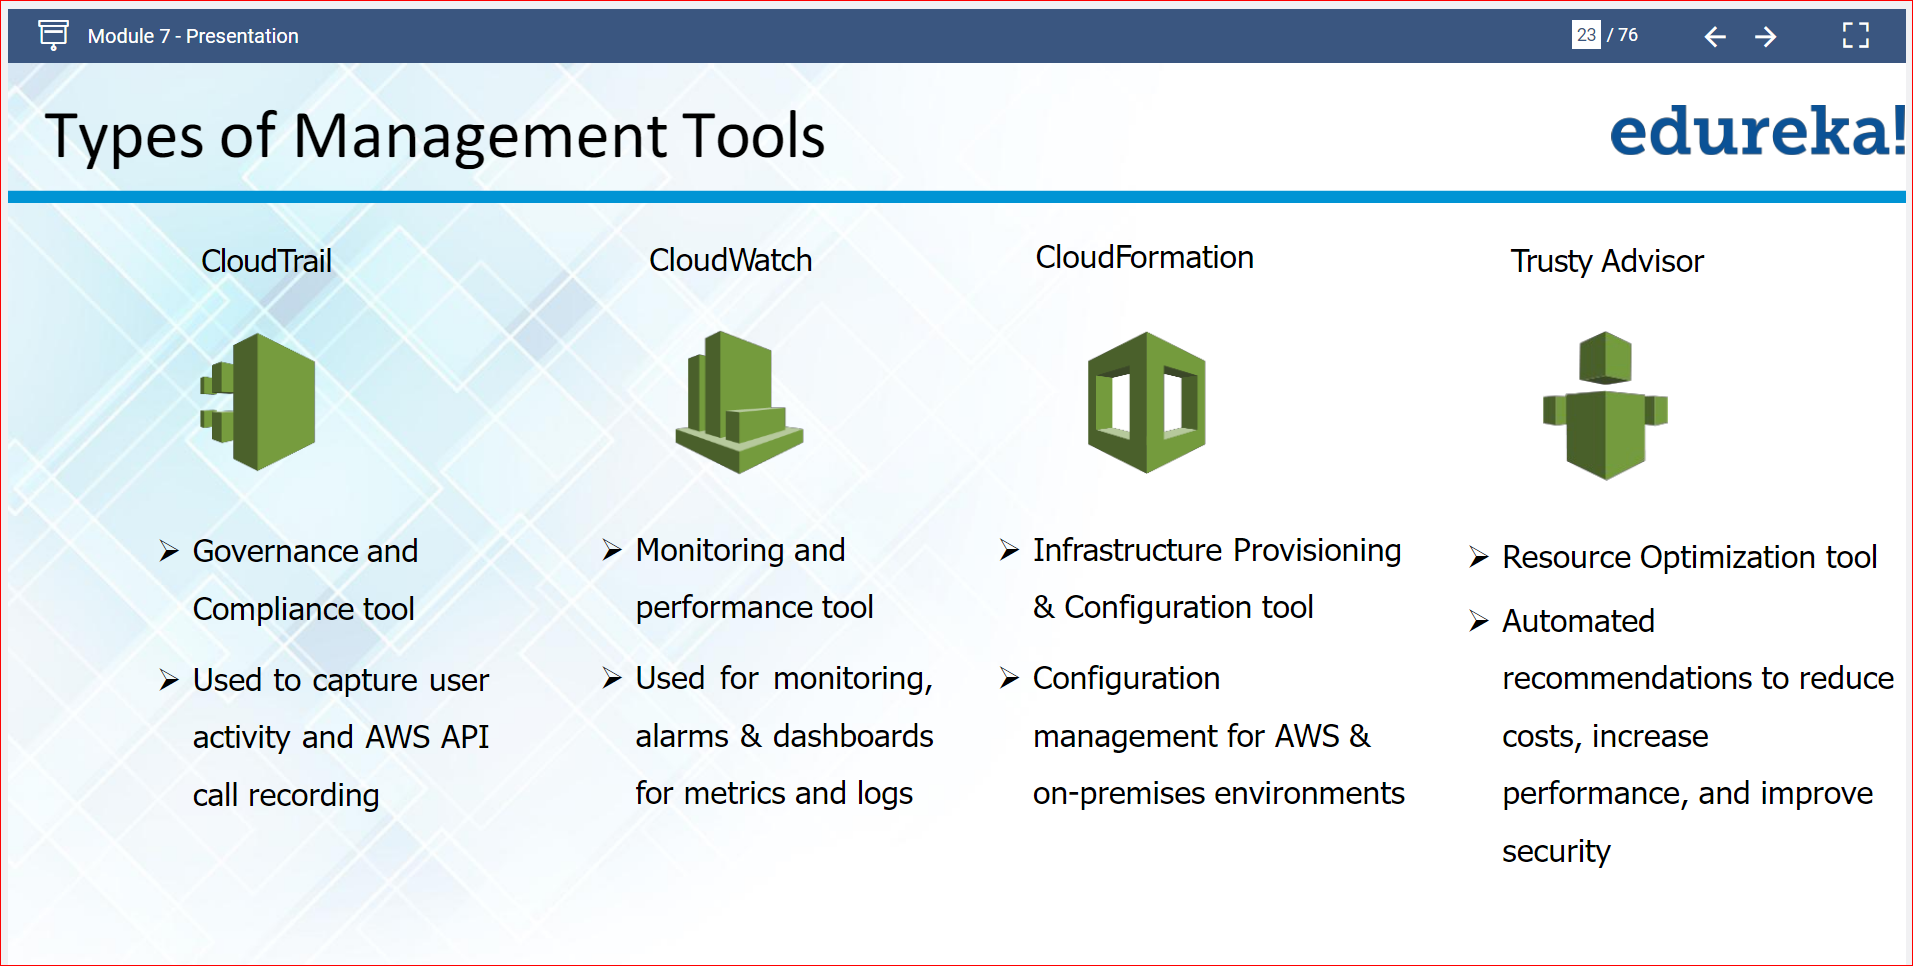 Module 7 - Presentation
23 / 76
Types of Management Tools
edureka!
CloudTrail
Governance and
Compliance tool
Used to capture user
activity and AWS API
call recording
CloudWatch
Monitoring and
performance tool
Used for monitoring,
alarms & dashboards
for metrics and logs
CloudFormation
Infrastructure Provisioning
& Configuration tool
Configuration
management for AWS &
on-premises environments
Trusty Advisor
Resource Optimization tool
Automated
recommendations to reduce
costs, increase
performance, and improve
security